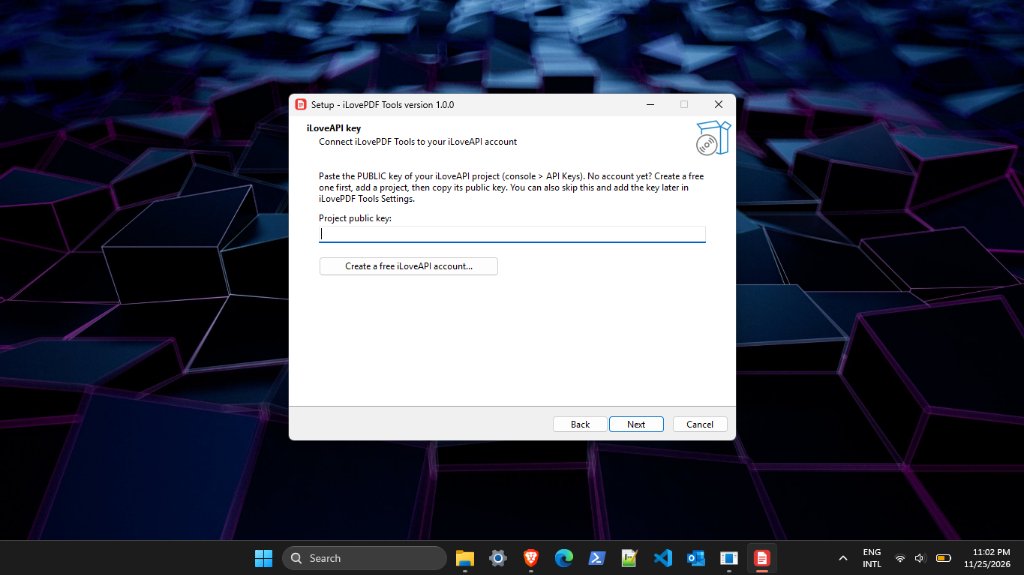 Setup - iLovePDF Tools version 1.0.0
iLoveAPI key
Connect iLovePDF Tools to your iLoveAPI account
Paste the PUBLIC key of your iLoveAPI project (console > API Keys). No account yet? Create a free
one first, add a project, then copy its public key. You can also skip this and add the key later in
iLovePDF Tools Settings.
Project public key:
Create a free iLoveAPI account...
Back
Next
Cancel
Search
ENG
INTL
11:02 PM
11/25/2026